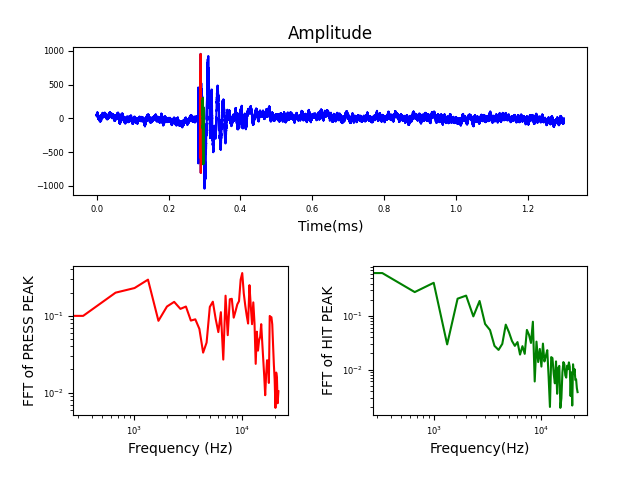 Amplitude
1000
500
0
−500
−1000
0.0 0.2 0.4 0.6 0.8 1.0 1.2
Time(ms)
FFT of PRESS PEAK
10⁻¹
10⁻²
10³ 10⁴
Frequency (Hz)
FFT of HIT PEAK
10⁻¹
10⁻²
10³ 10⁴
Frequency(Hz)